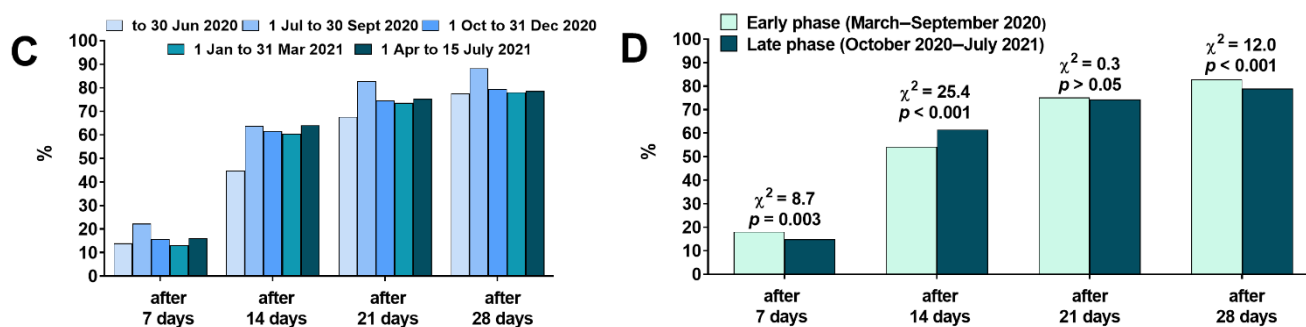 C
to 30 Jun 2020
1 Jul to 30 Sept 2020
1 Oct to 31 Dec 2020
1 Jan to 31 Mar 2021
1 Apr to 15 July 2021
%
100
90
80
70
60
50
40
30
20
10
0
after
7 days
after
14 days
after
21 days
after
28 days
D
Early phase (March–September 2020)
Late phase (October 2020–July 2021)
%
100
90
80
70
60
50
40
30
20
10
0
χ² = 8.7
p = 0.003
χ² = 25.4
p < 0.001
χ² = 0.3
p > 0.05
χ² = 12.0
p < 0.001
after
7 days
after
14 days
after
21 days
after
28 days